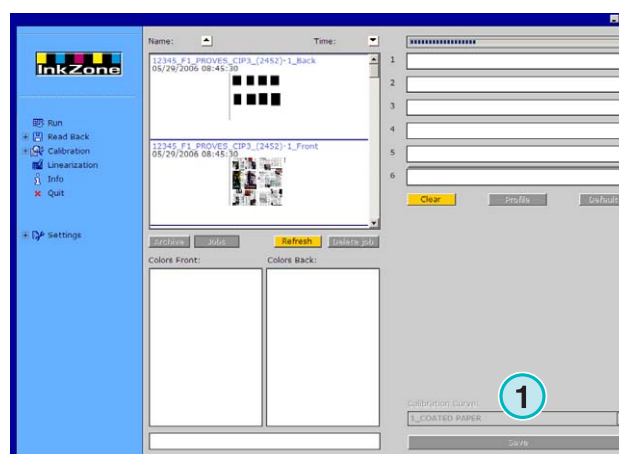 InkZone
Run
Read Back
Calibration
Linearization
Info
Quit
Settings
Name:
Time:
12345_F1_PROVES_CIP3_(2452)-1_Back
05/29/2006 08:45:30
12345_F1_PROVES_CIP3_(2452)-1_Front
05/29/2006 08:45:30
Archive
Jobs
Refresh
Delete job
Colors Front:
Colors Back:
1
2
3
4
5
6
Clear
Profile
Default
Calibration Curve:
1
3_COATED PAPER
Save